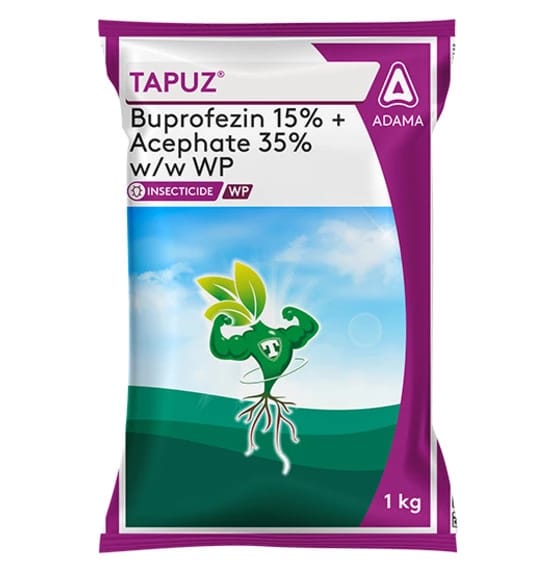 TAPUZ®
Buprofezin 15% +
Acephate 35%
w/w WP
INSECTICIDE WP
ADAMA
T
1 kg